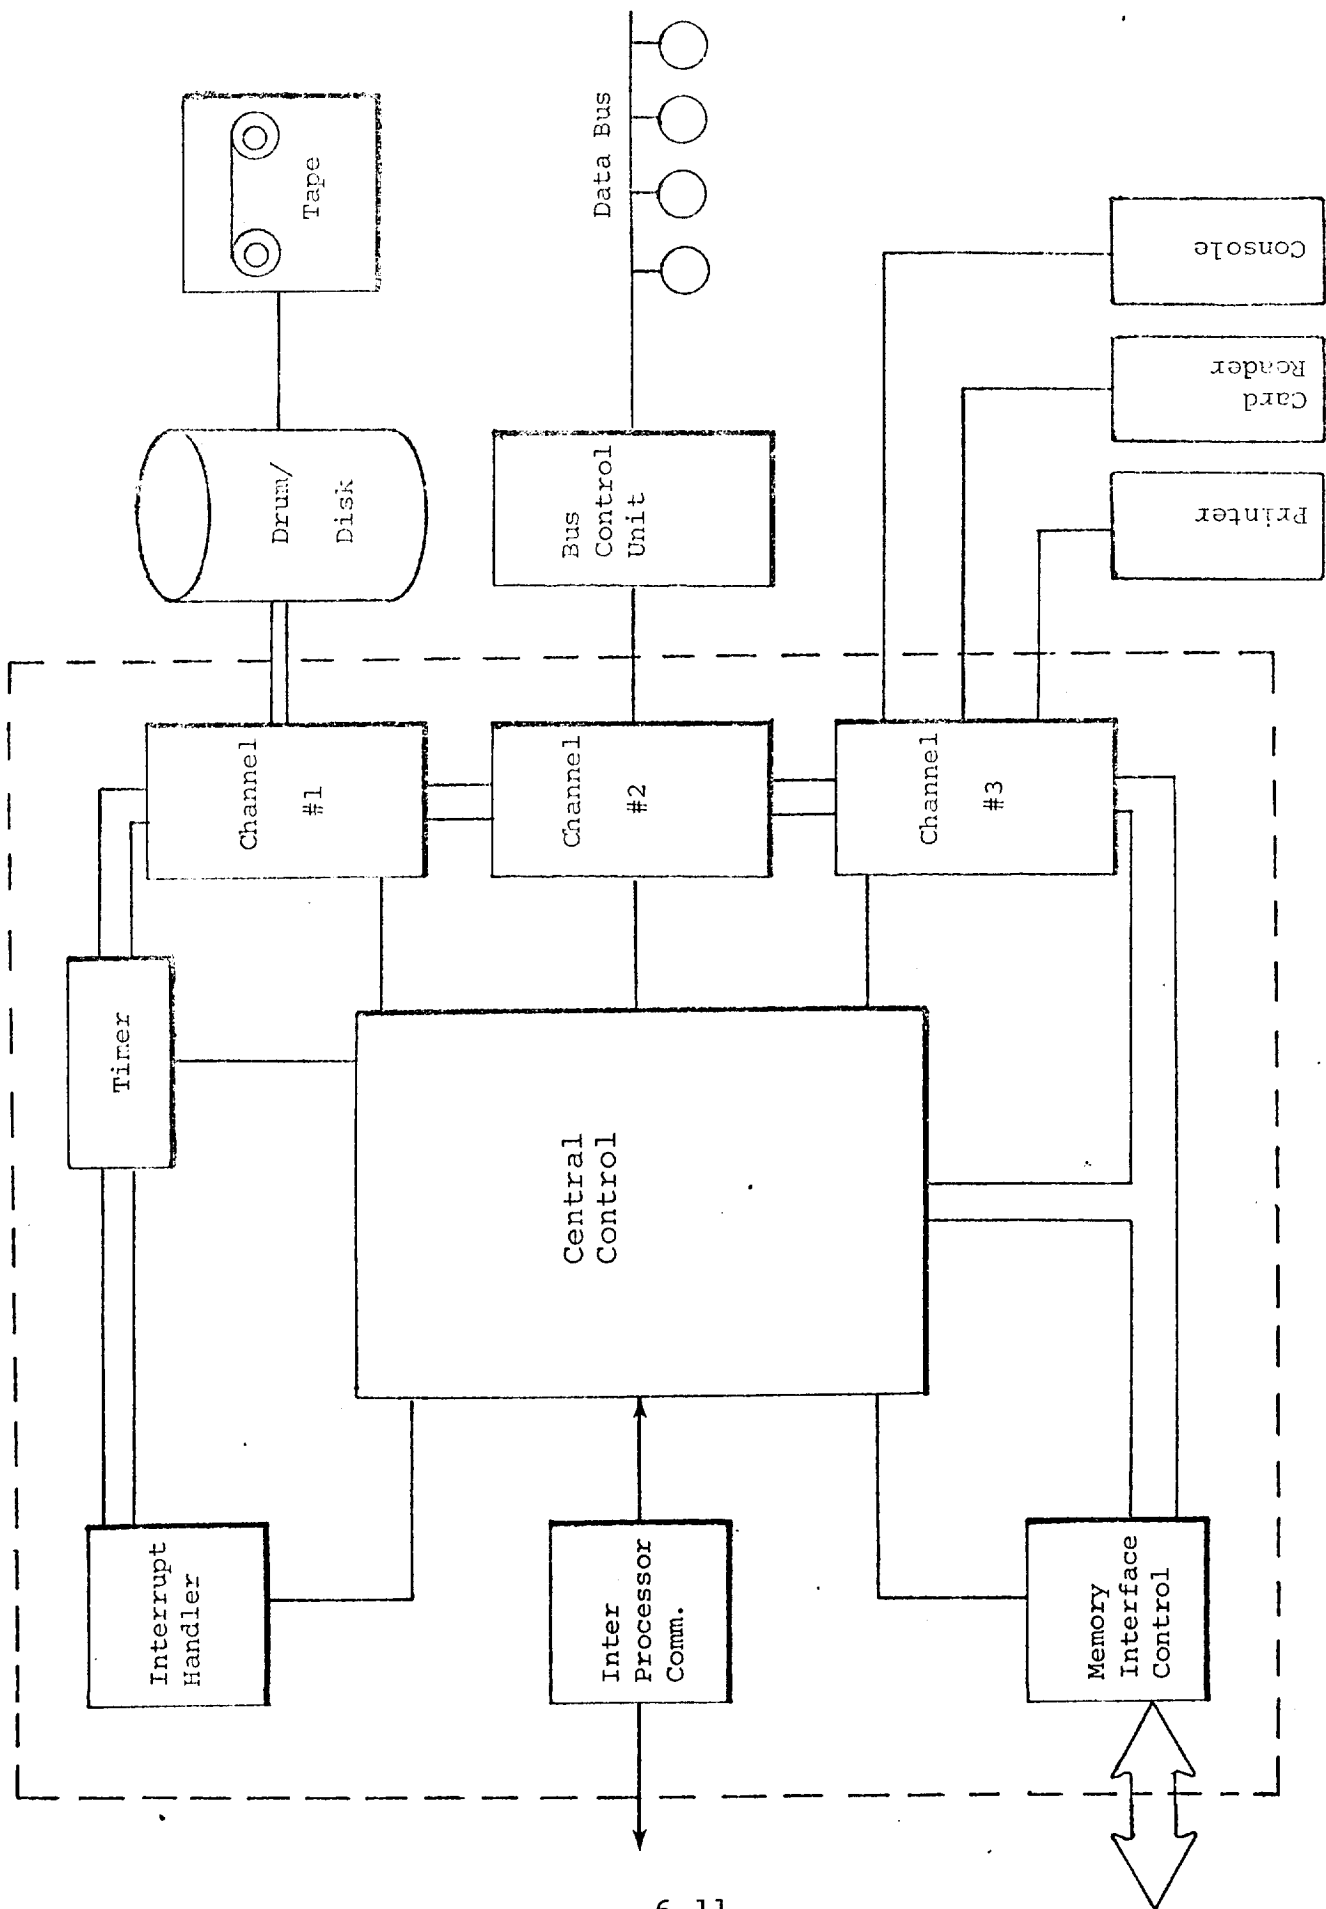 Tape
Drum/
Disk
Data Bus
Bus
Control
Unit
Console
Card
Reader
Printer
Channel
#1
Channel
#2
Channel
#3
Timer
Central
Control
Interrupt
Handler
Inter
Processor
Comm.
Memory
Interface
Control
6-11